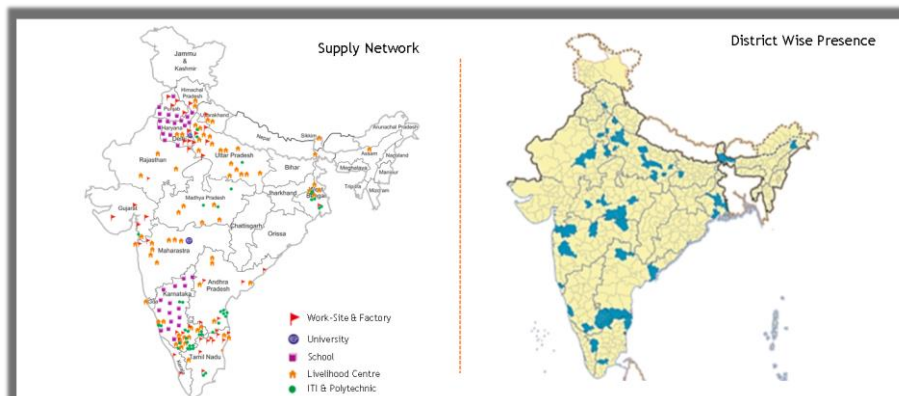 Supply Network
District Wise Presence
Jammu
&
Kashmir
Himachal
Pradesh
Punjab
Uttarakhand
Haryana
Delhi
Rajasthan
Uttar Pradesh
Nepal
Sikkim
Arunachal Pradesh
Assam
Nagaland
Meghalaya
Manipur
Bihar
Tripura
Mizoram
Jharkhand
Gujarat
Madhya Pradesh
Chattisgarh
Orissa
Maharastra
Andhra
Pradesh
Goa
Karnataka
Tamil Nadu
Work-Site & Factory
University
School
Livelihood Centre
ITI & Polytechnic